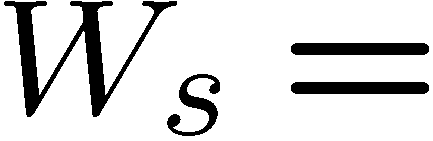 W_s =